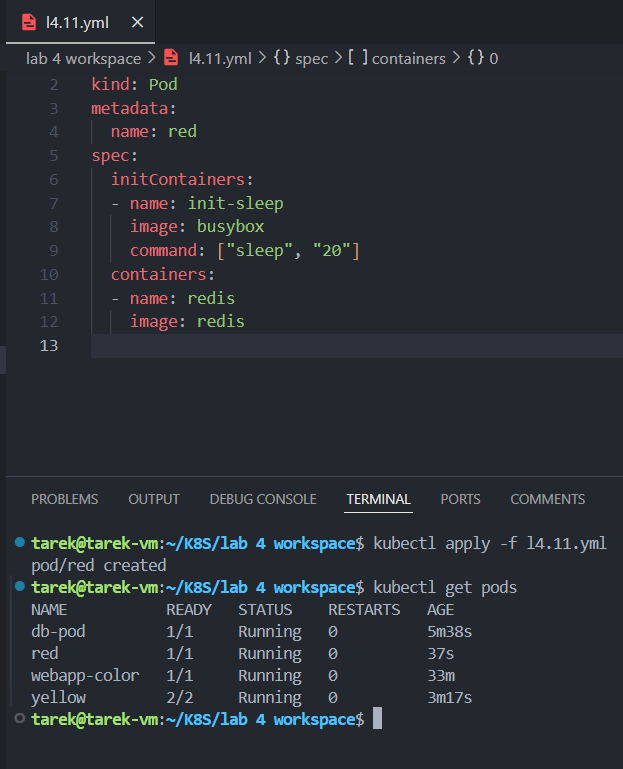 l4.11.yml
lab 4 workspace > l4.11.yml > {} spec > [ ] containers > {} 0
2 kind: Pod
3 metadata:
4   name: red
5 spec:
6   initContainers:
7   - name: init-sleep
8     image: busybox
9     command: ["sleep", "20"]
10   containers:
11   - name: redis
12     image: redis
13
PROBLEMS OUTPUT DEBUG CONSOLE TERMINAL PORTS COMMENTS
tarek@tarek-vm:~/K8S/lab 4 workspace$ kubectl apply -f l4.11.yml
pod/red created
tarek@tarek-vm:~/K8S/lab 4 workspace$ kubectl get pods
NAME READY STATUS RESTARTS AGE
db-pod 1/1 Running 0 5m38s
red 1/1 Running 0 37s
webapp-color 1/1 Running 0 33m
yellow 2/2 Running 0 3m17s
tarek@tarek-vm:~/K8S/lab 4 workspace$